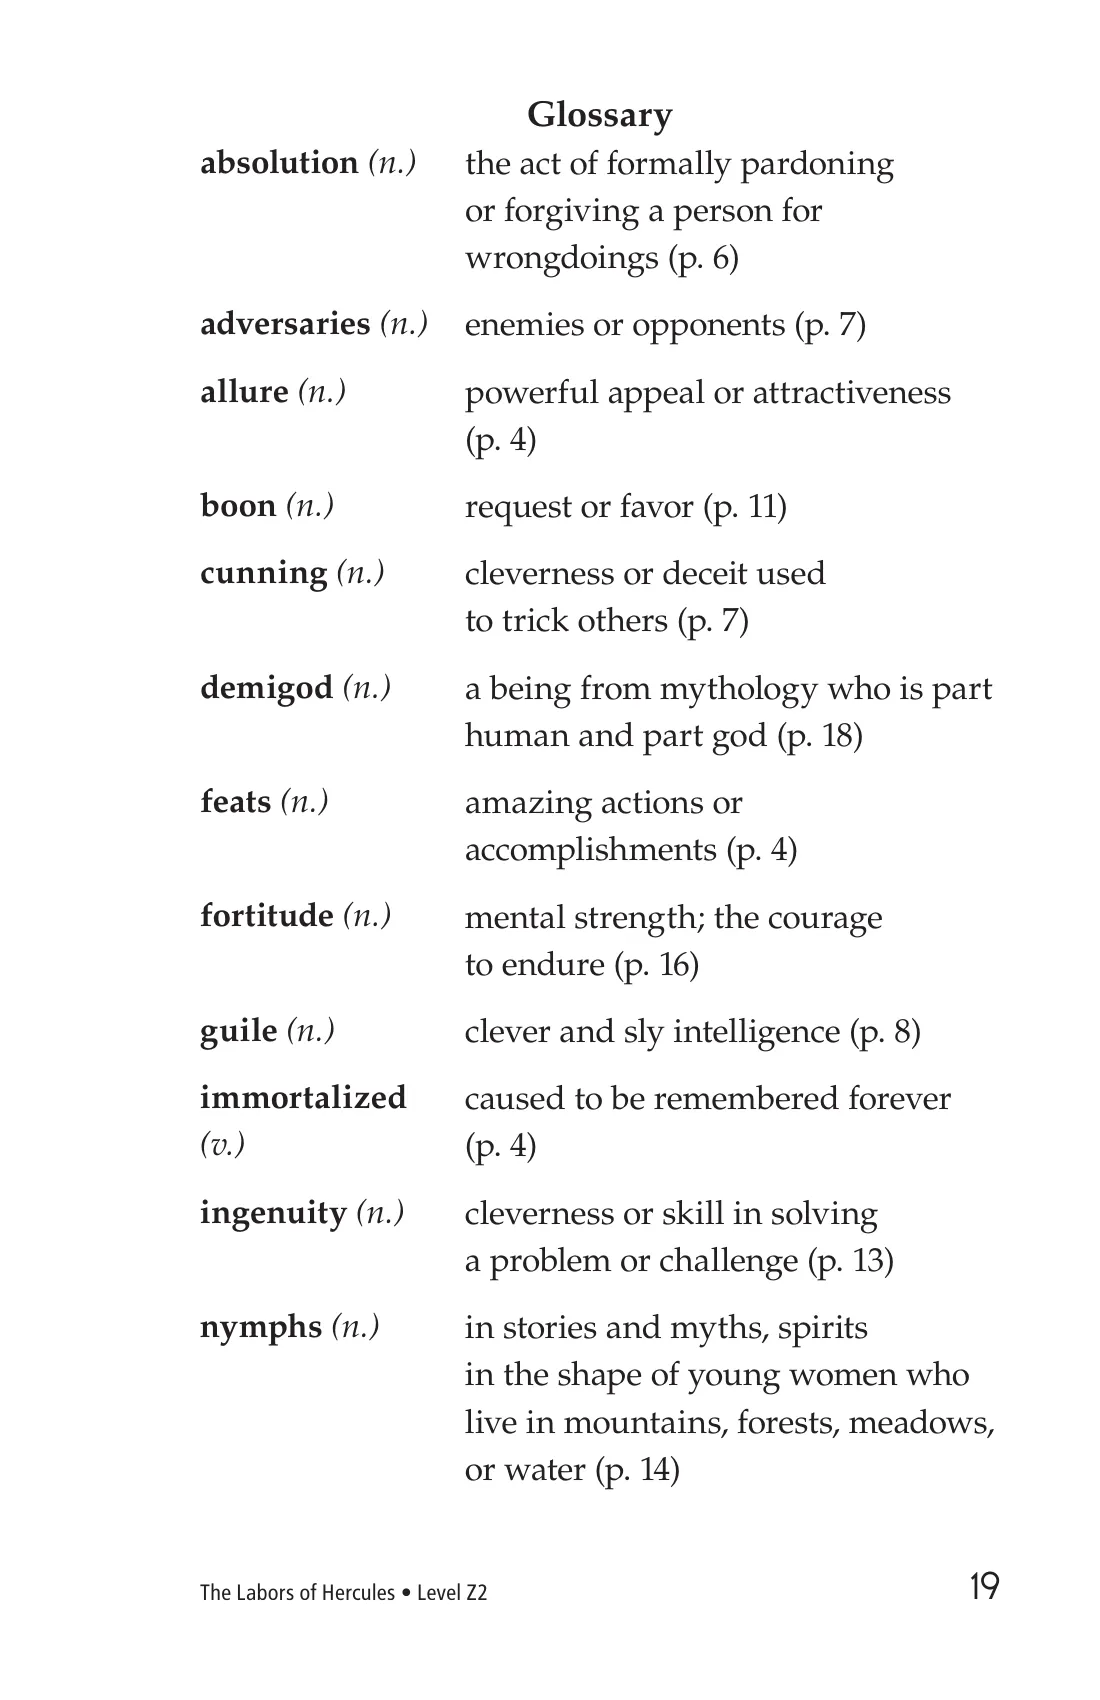 Glossary
absolution (n.) the act of formally pardoning
or forgiving a person for
wrongdoings (p. 6)
adversaries (n.) enemies or opponents (p. 7)
allure (n.) powerful appeal or attractiveness
(p. 4)
boon (n.) request or favor (p. 11)
cunning (n.) cleverness or deceit used
to trick others (p. 7)
demigod (n.) a being from mythology who is part
human and part god (p. 18)
feats (n.) amazing actions or
accomplishments (p. 4)
fortitude (n.) mental strength; the courage
to endure (p. 16)
guile (n.) clever and sly intelligence (p. 8)
immortalized caused to be remembered forever
(v.) (p. 4)
ingenuity (n.) cleverness or skill in solving
a problem or challenge (p. 13)
nymphs (n.) in stories and myths, spirits
in the shape of young women who
live in mountains, forests, meadows,
or water (p. 14)
The Labors of Hercules • Level Z2 19